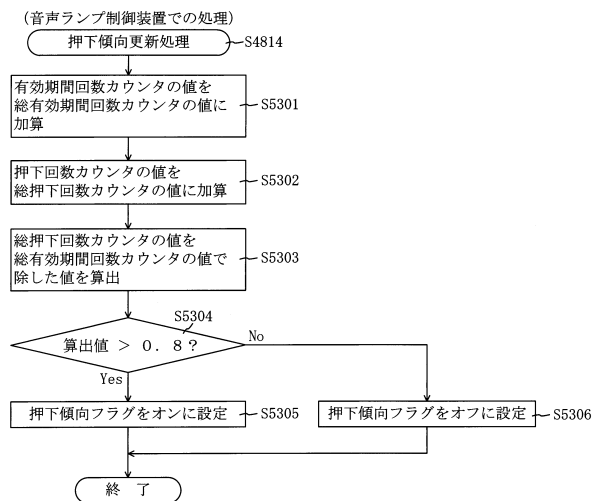 （音声ランプ制御装置での処理）
押下傾向更新処理
S4814
有効期間回数カウンタの値を
総有効期間回数カウンタの値に
加算
S5301
押下回数カウンタの値を
総押下回数カウンタの値に加算
S5302
総押下回数カウンタの値を
総有効期間回数カウンタの値で
除した値を算出
S5303
S5304
算出値 ＞ ０．８？
No
Yes
押下傾向フラグをオンに設定
S5305
押下傾向フラグをオフに設定
S5306
終 了